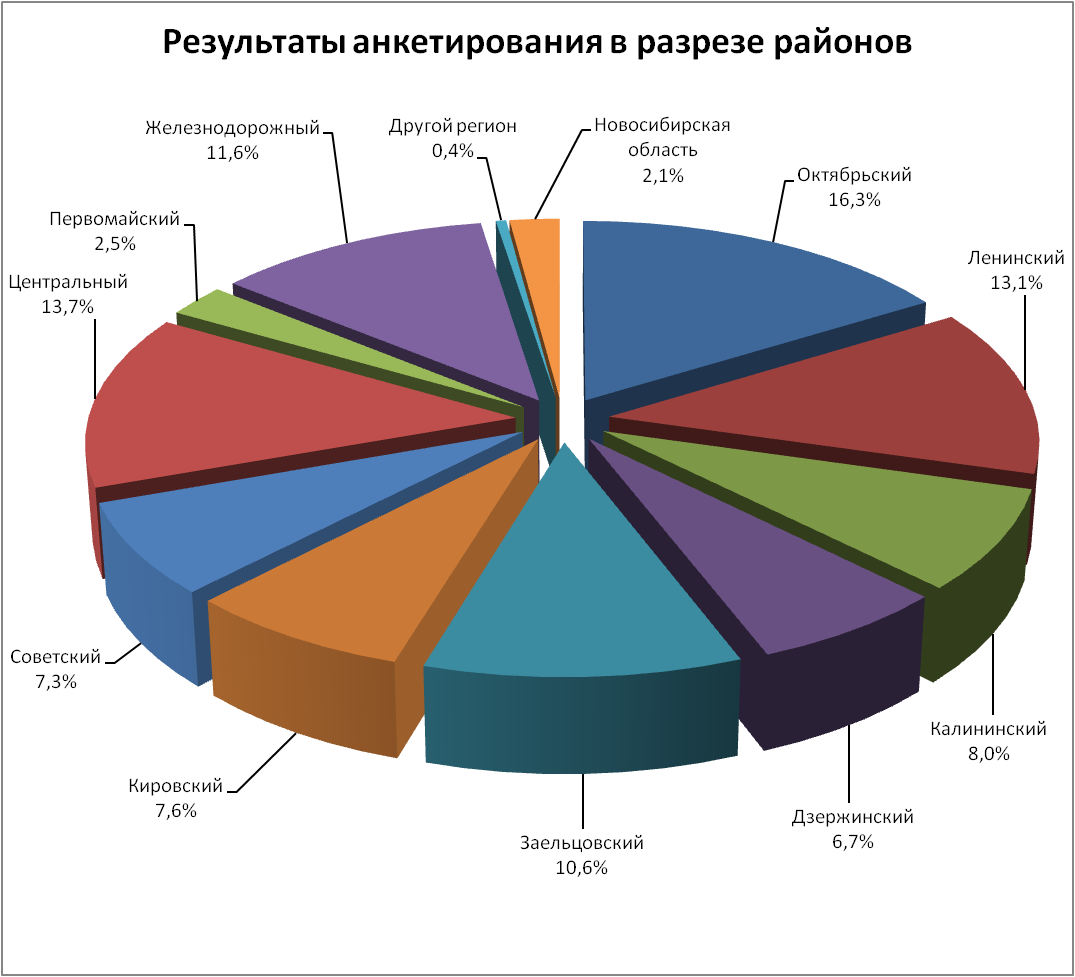 Результаты анкетирования в разрезе районов
Железнодорожный
11,6%
Другой регион
0,4%
Новосибирская
область
2,1%
Октябрьский
16,3%
Первомайский
2,5%
Ленинский
13,1%
Центральный
13,7%
Советский
7,3%
Калининский
8,0%
Кировский
7,6%
Дзержинский
6,7%
Заельцовский
10,6%